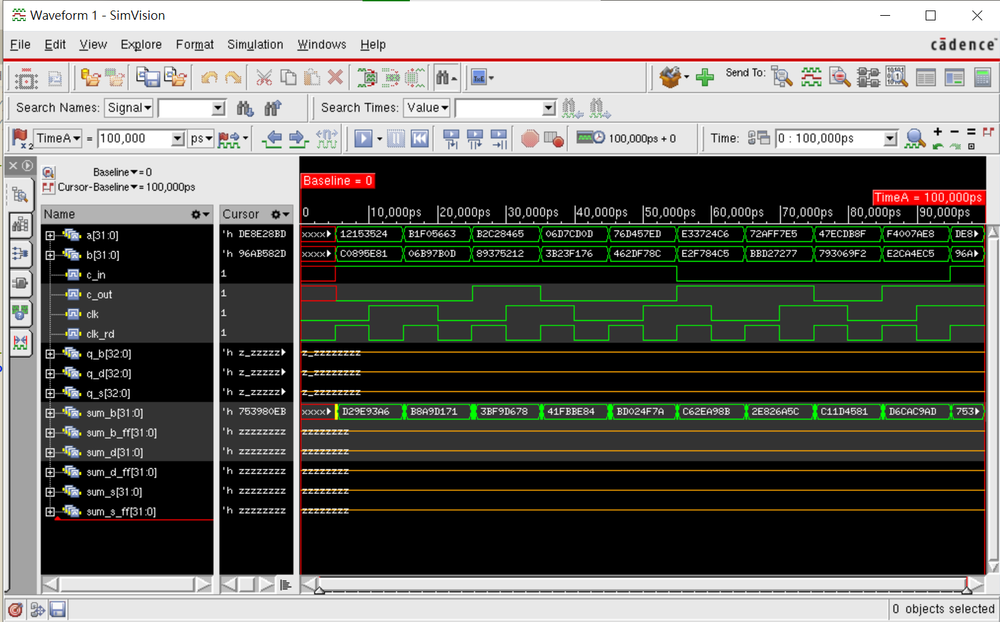 Waveform 1 - SimVision
File Edit View Explore Format Simulation Windows Help cādence
Send To:
Search Names: Signal Search Times: Value
x2 TimeA = 100,000 ps 100,000ps + 0 Time: 0 : 100,000ps
Baseline = 0
Cursor-Baseline = 100,000ps
Baseline = 0
TimeA = 100,000ps
Name Cursor 0 10,000ps 20,000ps 30,000ps 40,000ps 50,000ps 60,000ps 70,000ps 80,000ps 90,000ps
a[31:0] 'h DE8E28BD xxxx 12153524 B1F05663 B2C28465 06D7CD0D 76D457ED E33724C6 72AFF7E5 47ECDB8F F4007AE8 DE8
b[31:0] 'h 96AB582D xxxx C0895E81 06B97B0D 89375212 3B23F176 462DF78C E2F784C5 BBD27277 793069F2 E2CA4EC5 96A
c_in 1
c_out 1
clk 1
clk_rd 1
q_b[32:0] 'h z_zzzzz z_zzzzzzzz
q_d[32:0] 'h z_zzzzz z_zzzzzzzz
q_s[32:0] 'h z_zzzzz z_zzzzzzzz
sum_b[31:0] 'h 753980EB xxxx D29E93A6 B8A9D171 3BF9D678 41FBBE84 BD024F7A C62EA98B 2E826A5C C11D4581 D6CAC9AD 753
sum_b_ff[31:0] 'h zzzzzzzz zzzzzzzz
sum_d[31:0] 'h zzzzzzzz zzzzzzzz
sum_d_ff[31:0] 'h zzzzzzzz zzzzzzzz
sum_s[31:0] 'h zzzzzzzz zzzzzzzz
sum_s_ff[31:0] 'h zzzzzzzz zzzzzzzz
0 objects selected